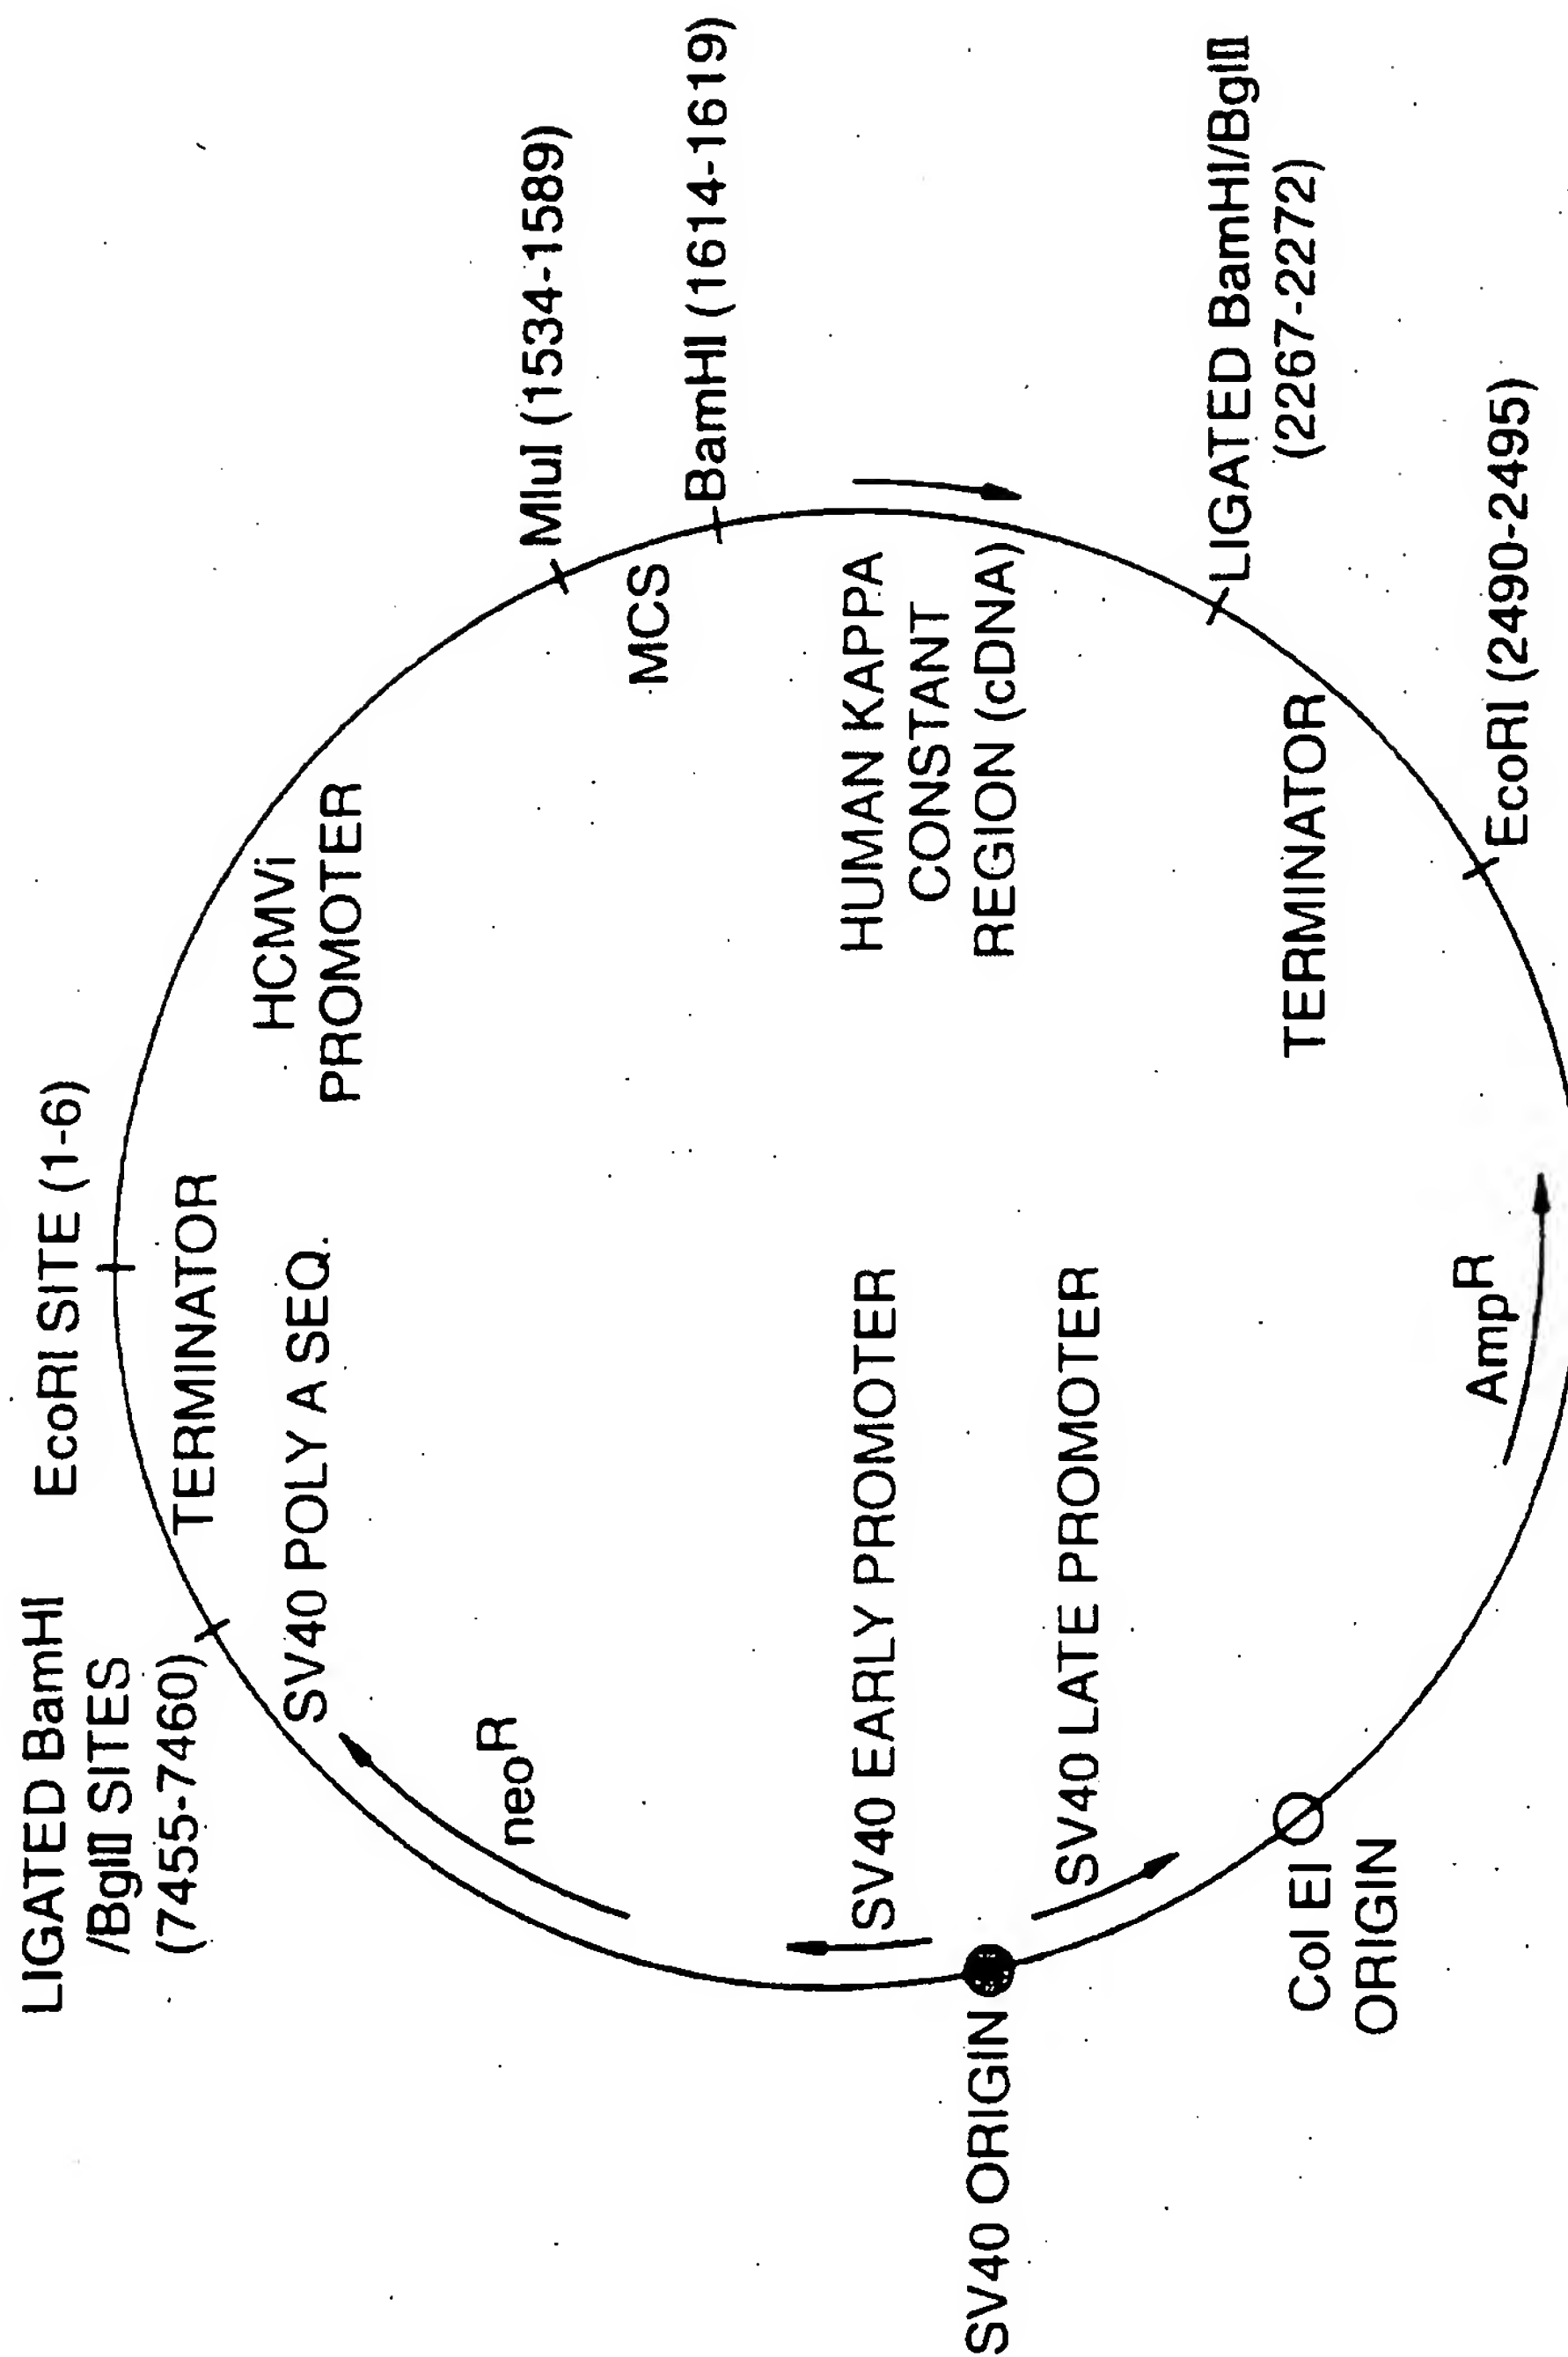 LIGATED BamHI
/BglII SITES
(7455-7460)
EcoRI SITE (1-6)
TERMINATOR
SV40 POLY A SEQ.
HCMVi
PROMOTER
MluI (1534-1589)
MCS
BamHI (1614-1619)
HUMAN KAPPA
CONSTANT
REGION (cDNA)
LIGATED BamHI/BglII
(2267-2272)
TERMINATOR
EcoRI (2490-2495)
AmpR
Col EI
ORIGIN
SV40 LATE PROMOTER
SV40 EARLY PROMOTER
SV40 ORIGIN
neoR